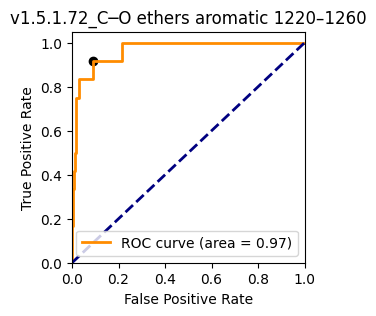 v1.5.1.72_C─O ethers aromatic 1220–1260
True Positive Rate
1.0
0.8
0.6
0.4
0.2
0.0
ROC curve (area = 0.97)
0.0 0.2 0.4 0.6 0.8 1.0
False Positive Rate